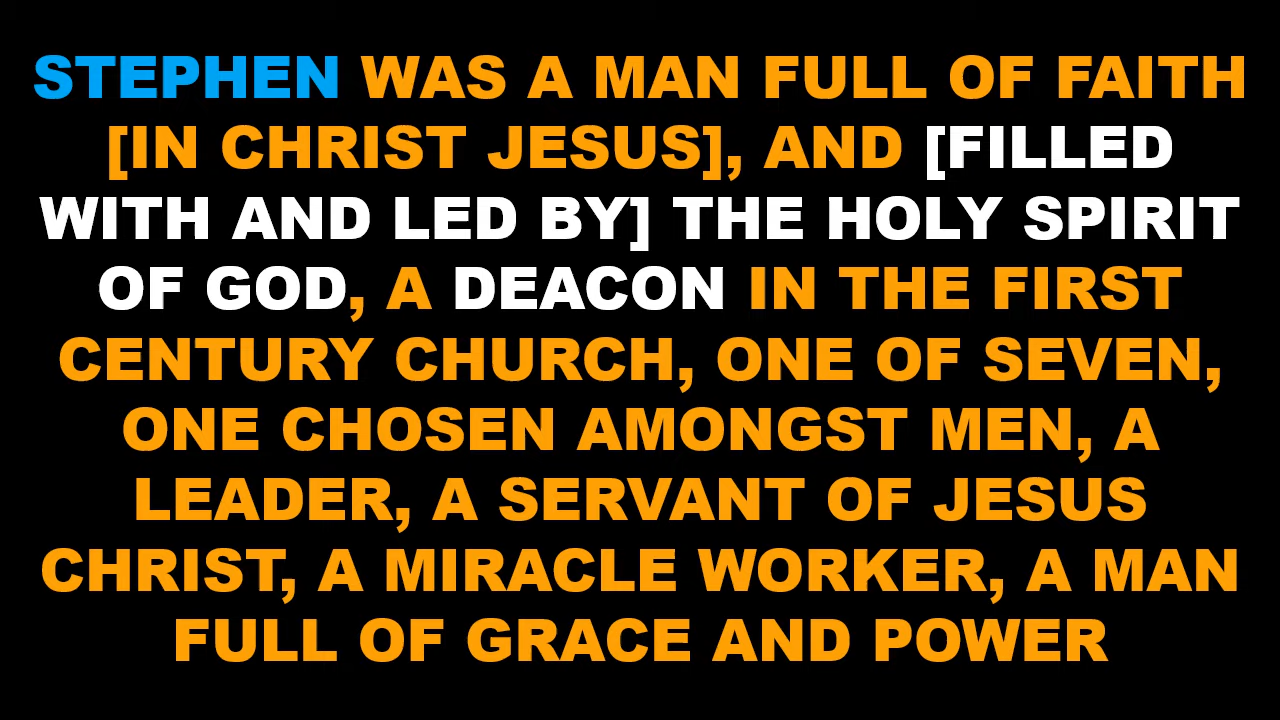 STEPHEN WAS A MAN FULL OF FAITH
[IN CHRIST JESUS], AND [FILLED
WITH AND LED BY] THE HOLY SPIRIT
OF GOD, A DEACON IN THE FIRST
CENTURY CHURCH, ONE OF SEVEN,
ONE CHOSEN AMONGST MEN, A
LEADER, A SERVANT OF JESUS
CHRIST, A MIRACLE WORKER, A MAN
FULL OF GRACE AND POWER